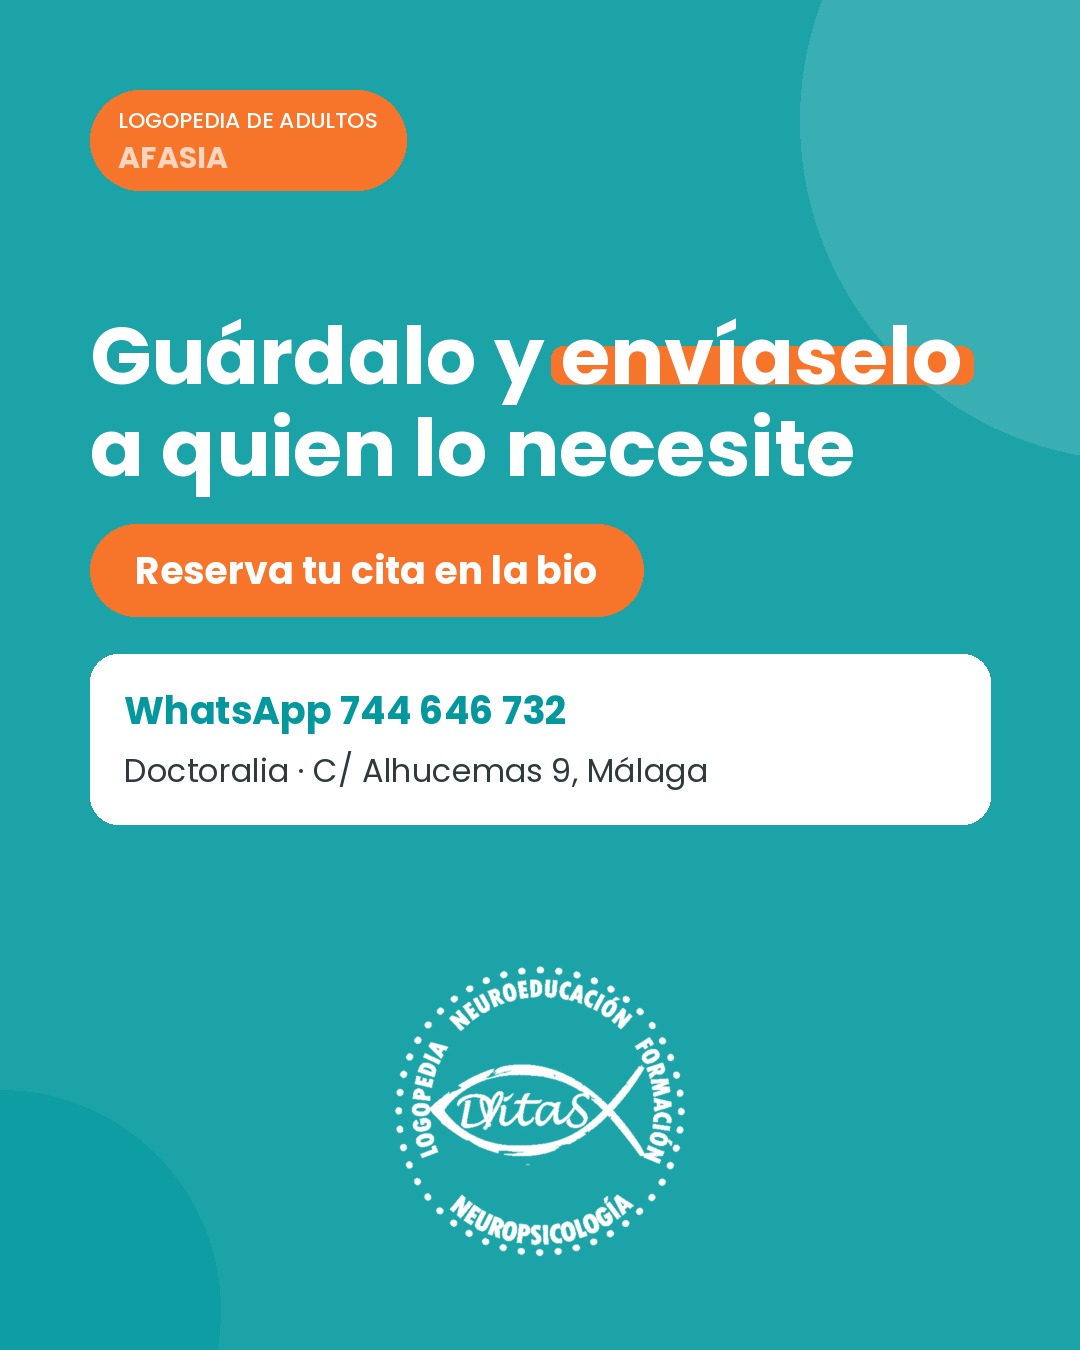 LOGOPEDIA DE ADULTOS
AFASIA
Guárdalo y envíaselo
a quien lo necesite
Reserva tu cita en la bio
WhatsApp 744 646 732
Doctoralia · C/ Alhucemas 9, Málaga
LOGOPEDIA NEUROEDUCACIÓN FORMACIÓN
NEUROPSICOLOGÍA